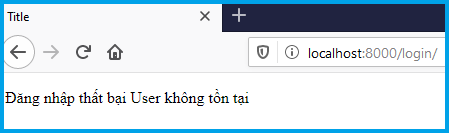 Title
localhost:8000/login/
Đăng nhập thất bại User không tồn tại